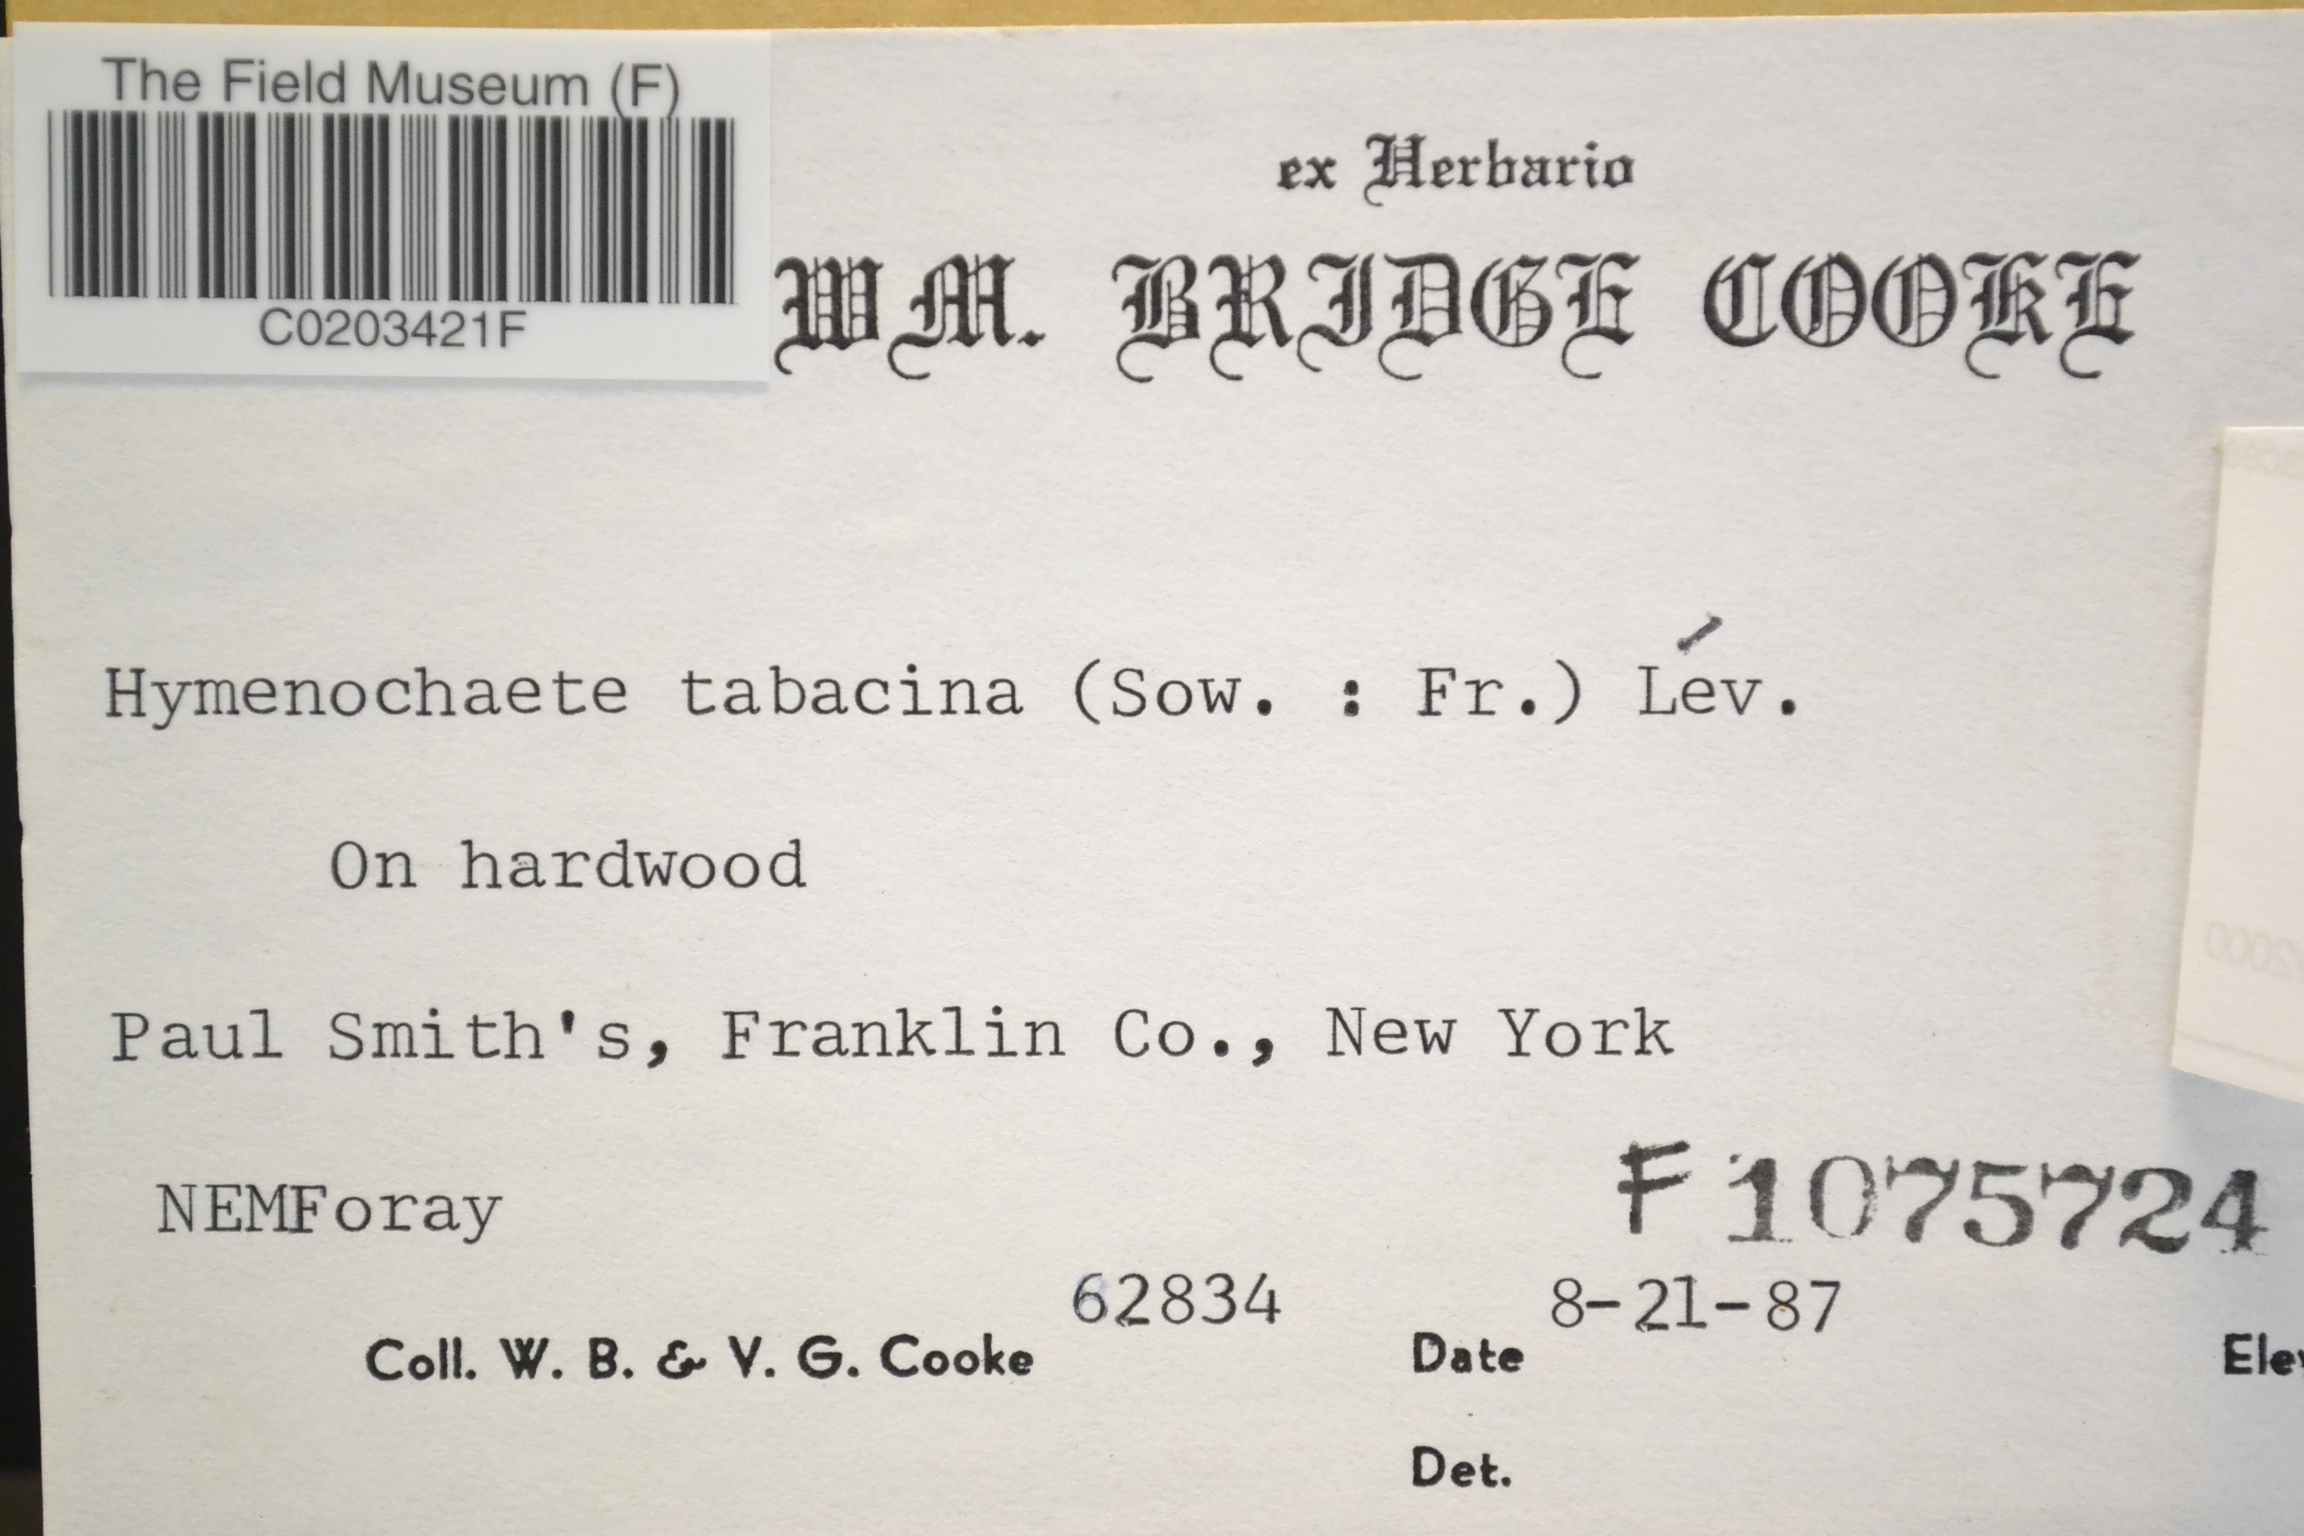 The Field Museum (F)
C0203421F
ex Herbario
WM. BRIDGE COOKE
Hymenochaete tabacina (Sow. : Fr.) Lév.
On hardwood
Paul Smith's, Franklin Co., New York
NEMForay
F 1075724
62834
8-21-87
Coll. W. B. & V. G. Cooke
Date
Det.